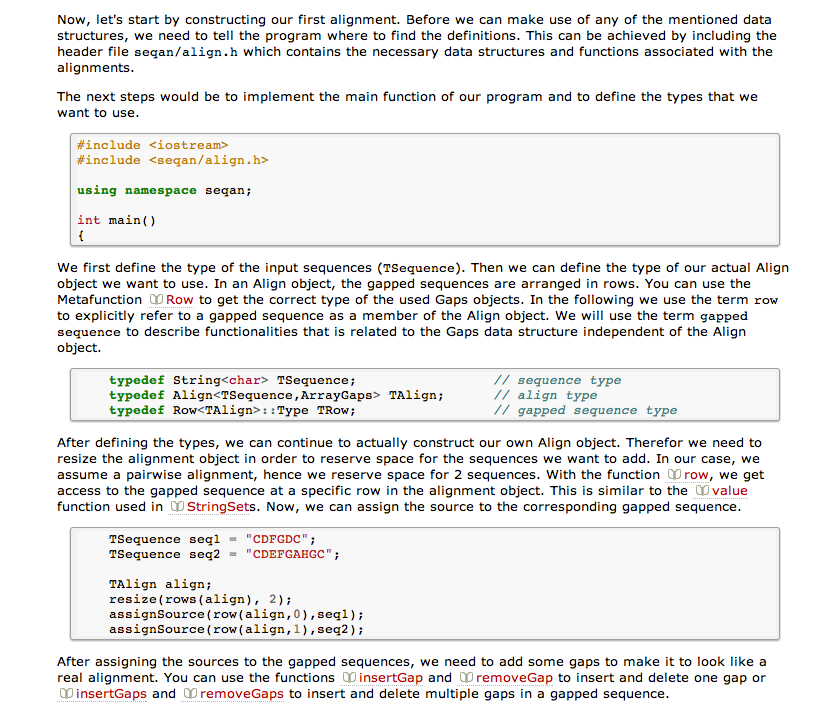 Now, let's start by constructing our first alignment. Before we can make use of any of the mentioned data
structures, we need to tell the program where to find the definitions. This can be achieved by including the
header file seqan/align.h which contains the necessary data structures and functions associated with the
alignments.
The next steps would be to implement the main function of our program and to define the types that we
want to use.
#include <iostream>
#include <seqan/align.h>
using namespace seqan;
int main()
{
We first define the type of the input sequences (TSequence). Then we can define the type of our actual Align
object we want to use. In an Align object, the gapped sequences are arranged in rows. You can use the
Metafunction Row to get the correct type of the used Gaps objects. In the following we use the term row
to explicitly refer to a gapped sequence as a member of the Align object. We will use the term gapped
sequence to describe functionalities that is related to the Gaps data structure independent of the Align
object.
typedef String<char> TSequence; // sequence type
typedef Align<TSequence,ArrayGaps> TAlign; // align type
typedef Row<TAlign>::Type TRow; // gapped sequence type
After defining the types, we can continue to actually construct our own Align object. Therefor we need to
resize the alignment object in order to reserve space for the sequences we want to add. In our case, we
assume a pairwise alignment, hence we reserve space for 2 sequences. With the function row, we get
access to the gapped sequence at a specific row in the alignment object. This is similar to the value
function used in StringSets. Now, we can assign the source to the corresponding gapped sequence.
TSequence seq1 = "CDFGDC";
TSequence seq2 = "CDEFGAHGC";
TAlign align;
resize(rows(align), 2);
assignSource(row(align,0),seq1);
assignSource(row(align,1),seq2);
After assigning the sources to the gapped sequences, we need to add some gaps to make it to look like a
real alignment. You can use the functions insertGap and removeGap to insert and delete one gap or
insertGaps and removeGaps to insert and delete multiple gaps in a gapped sequence.